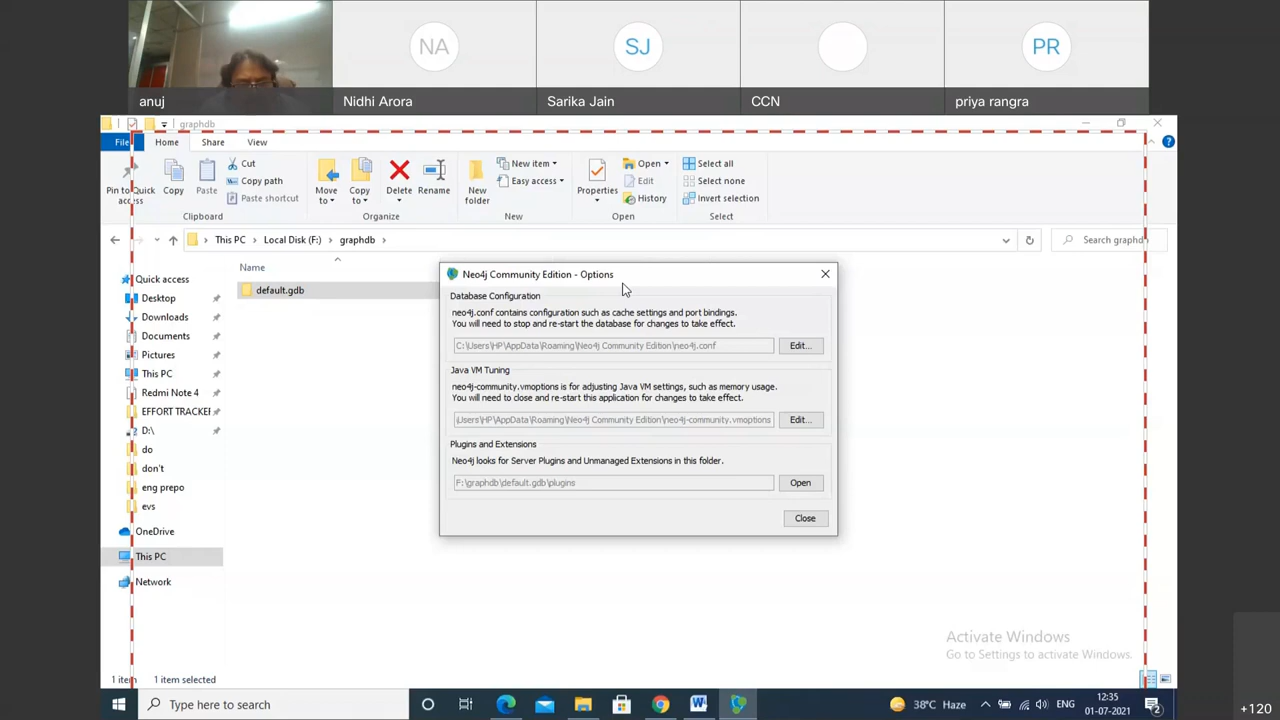 NA
SJ
PR
anuj
Nidhi Arora
Sarika Jain
CCN
priya rangra
graphdb
File
Home
Share
View
Pin to Quick access
Copy
Paste
Cut
Copy path
Paste shortcut
Clipboard
Move to
Copy to
Delete
Rename
Organize
New folder
New item
Easy access
New
Properties
Open
Edit
History
Open
Select all
Select none
Invert selection
Select
This PC > Local Disk (F:) > graphdb >
Search graphd
Quick access
Desktop
Downloads
Documents
Pictures
This PC
Redmi Note 4
EFFORT TRACKER
D:\
do
don't
eng prepo
evs
OneDrive
This PC
Network
Name
default.gdb
Neo4j Community Edition - Options
Database Configuration
neo4j.conf contains configuration such as cache settings and port bindings.
You will need to stop and re-start the database for changes to take effect.
C:\Users\HP\AppData\Roaming\Neo4j Community Edition\neo4j.conf
Edit...
Java VM Tuning
neo4j-community.vmoptions is for adjusting Java VM settings, such as memory usage.
You will need to close and re-start this application for changes to take effect.
\Users\HP\AppData\Roaming\Neo4j Community Edition\neo4j-community.vmoptions
Edit...
Plugins and Extensions
Neo4j looks for Server Plugins and Unmanaged Extensions in this folder.
F:\graphdb\default.gdb\plugins
Open
Close
Activate Windows
Go to Settings to activate Windows.
1 item 1 item selected
Type here to search
38°C Haze
ENG
12:35
01-07-2021
2
+120